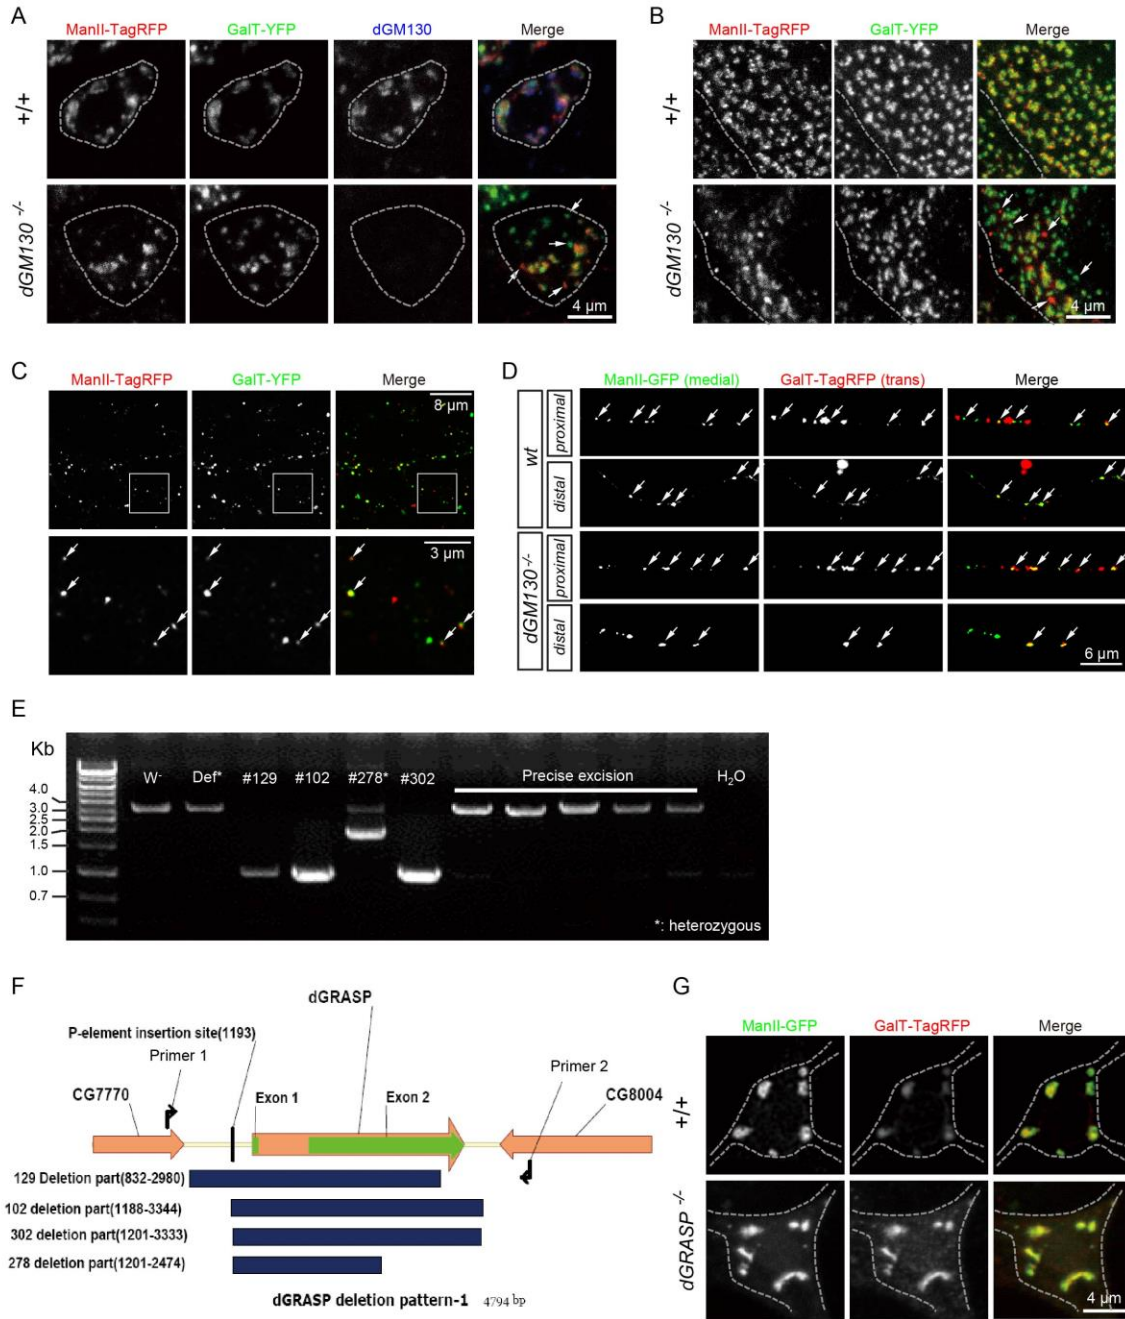 A
ManII-TagRFP GalT-YFP dGM130 Merge
+/+
dGM130 -/-
4 µm
B
ManII-TagRFP GalT-YFP Merge
+/+
dGM130 -/-
4 µm
C
ManII-TagRFP GalT-YFP Merge
8 µm
3 µm
D
ManII-GFP (medial) GalT-TagRFP (trans) Merge
wt
proximal
distal
dGM130 -/-
proximal
distal
6 µm
E
Kb
W- Def* #129 #102 #278* #302 Precise excision H2O
4.0
3.0
2.5
2.0
1.5
1.0
0.7
*: heterozygous
F
dGRASP
P-element insertion site(1193)
Primer 1
Primer 2
CG7770
Exon 1
Exon 2
CG8004
129 Deletion part(832-2980)
102 deletion part(1188-3344)
302 deletion part(1201-3333)
278 deletion part(1201-2474)
dGRASP deletion pattern-1 4794 bp
G
ManII-GFP GalT-TagRFP Merge
+/+
dGRASP -/-
4 µm